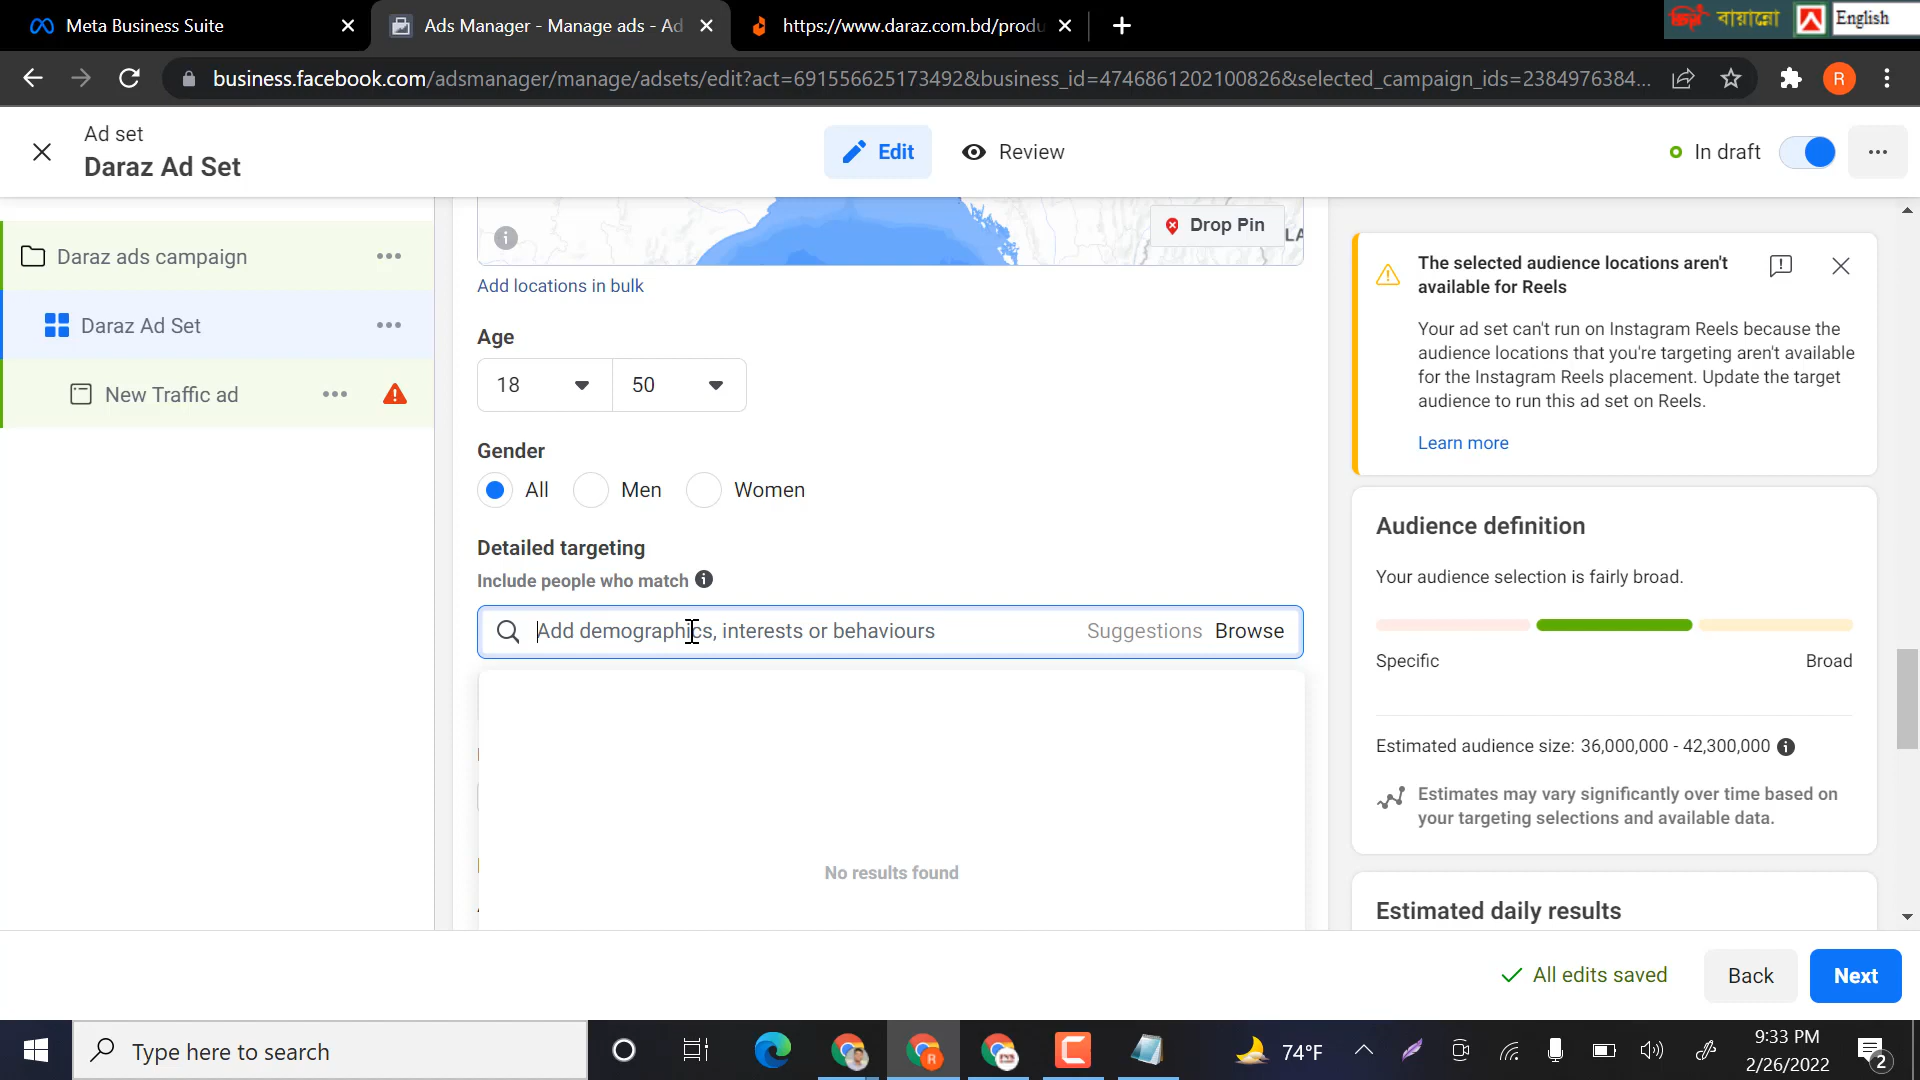 Meta Business Suite
Ads Manager - Manage ads - Ad
https://www.daraz.com.bd/produ
বায়ান্নো
English
business.facebook.com/adsmanager/manage/adsets/edit?act=691556625173492&business_id=4746861202100826&selected_campaign_ids=2384976384...
R
Ad set
Daraz Ad Set
Edit
Review
In draft
Daraz ads campaign
Daraz Ad Set
New Traffic ad
Drop Pin
Add locations in bulk
Age
18
50
Gender
All
Men
Women
Detailed targeting
Include people who match
Add demographics, interests or behaviours
Suggestions
Browse
No results found
The selected audience locations aren't
available for Reels
Your ad set can't run on Instagram Reels because the
audience locations that you're targeting aren't available
for the Instagram Reels placement. Update the target
audience to run this ad set on Reels.
Learn more
Audience definition
Your audience selection is fairly broad.
Specific
Broad
Estimated audience size: 36,000,000 - 42,300,000
Estimates may vary significantly over time based on
your targeting selections and available data.
Estimated daily results
All edits saved
Back
Next
Type here to search
R
74°F
9:33 PM
2/26/2022
2